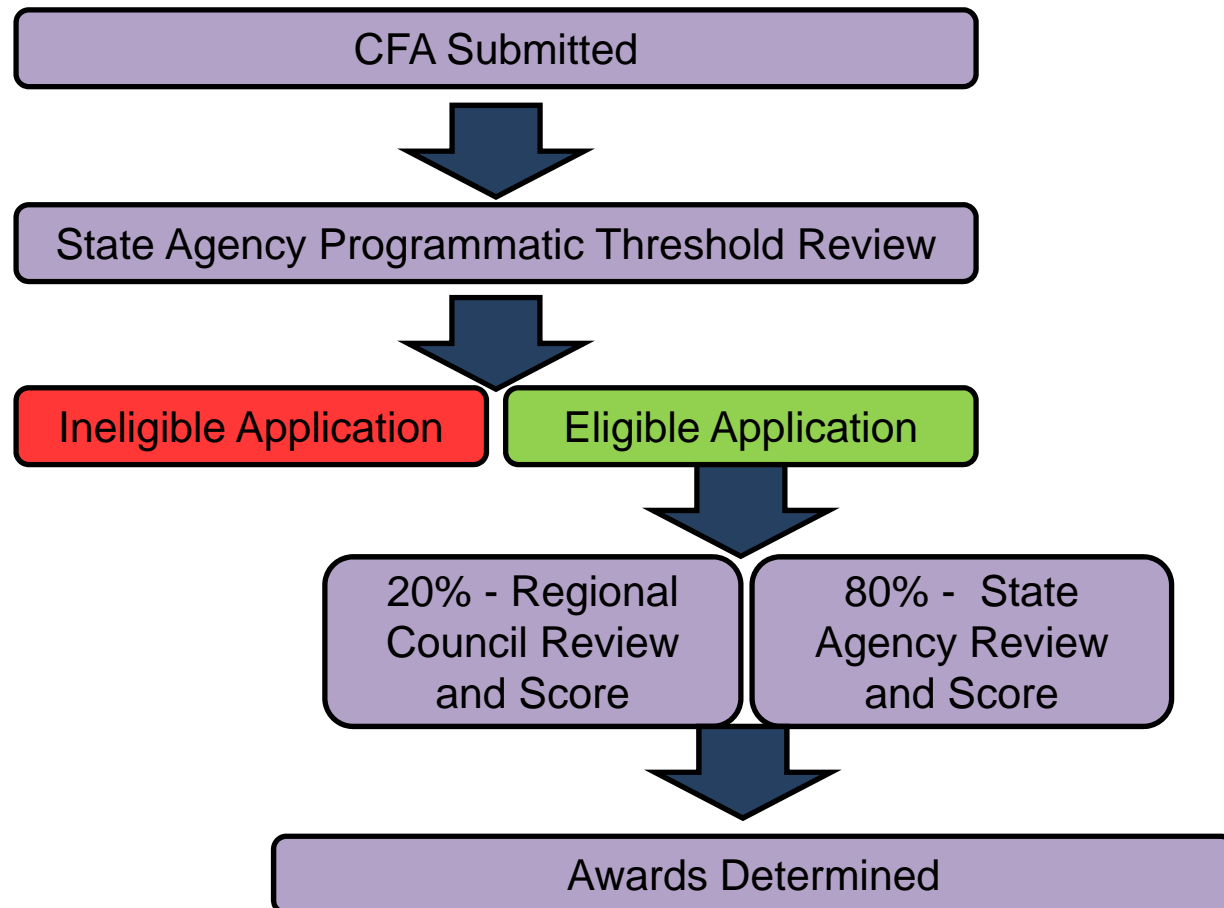 CFA Submitted
State Agency Programmatic Threshold Review
Ineligible Application
Eligible Application
20% - Regional
Council Review
and Score
80% -  State
Agency Review
and Score
Awards Determined